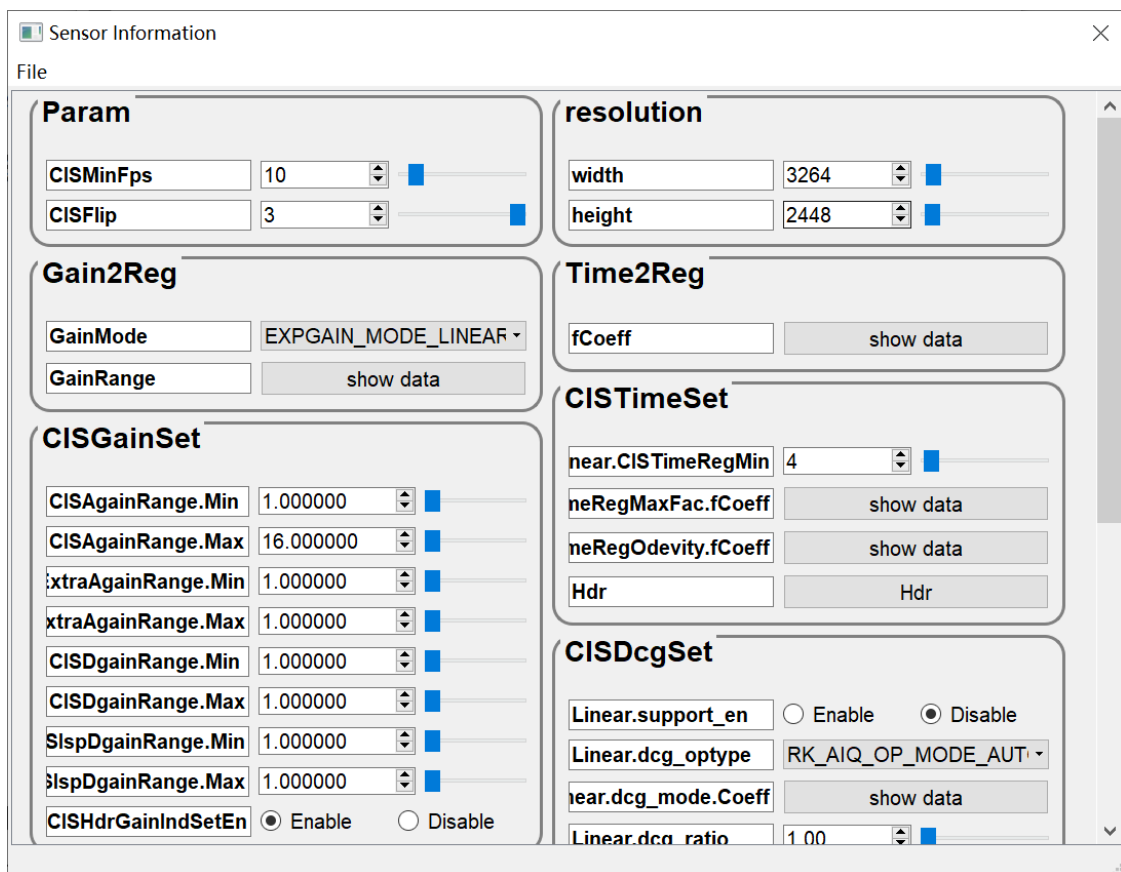 Sensor Information
File
Param
CISMinFps 10
CISFlip 3
resolution
width 3264
height 2448
Gain2Reg
GainMode EXPGAIN_MODE_LINEAR
GainRange show data
Time2Reg
fCoeff show data
CISGainSet
CISAgainRange.Min 1.000000
CISAgainRange.Max 16.000000
ExtraAgainRange.Min 1.000000
xtraAgainRange.Max 1.000000
CISDgainRange.Min 1.000000
CISDgainRange.Max 1.000000
SIspDgainRange.Min 1.000000
SIspDgainRange.Max 1.000000
CISHdrGainIndSetEn Enable Disable
CISTimeSet
near.CISTimeRegMin 4
meRegMaxFac.fCoeff show data
neRegOdevity.fCoeff show data
Hdr Hdr
CISDcgSet
Linear.support_en Enable Disable
Linear.dcg_optype RK_AIQ_OP_MODE_AUT
near.dcg_mode.Coeff show data
Linear.dcg_ratio 1.00